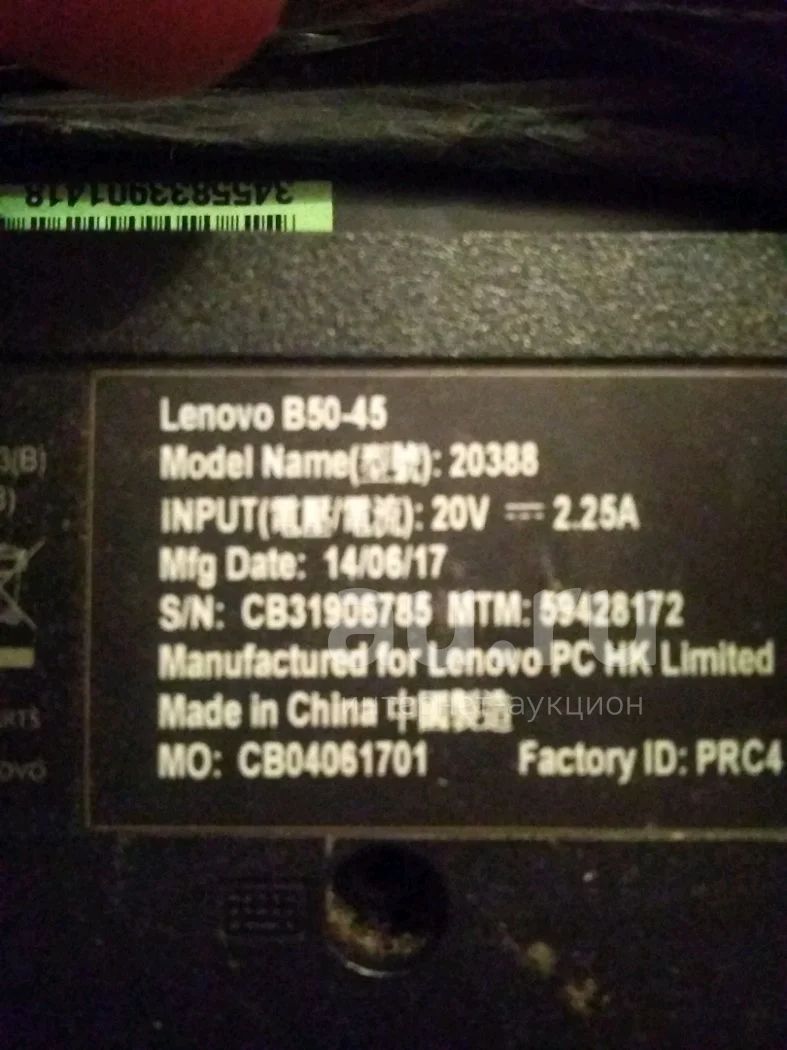 3455833901418
3(B)
Lenovo B50-45
Model Name(型號): 20388
INPUT(電壓/電流): 20V ⎓ 2.25A
Mfg Date: 14/06/17
S/N: CB31906785 MTM: 59428172
au.ru
Manufactured for Lenovo PC HK Limited
Made in China 中國製造
интернет-аукцион
MO: CB04061701 Factory ID: PRC4